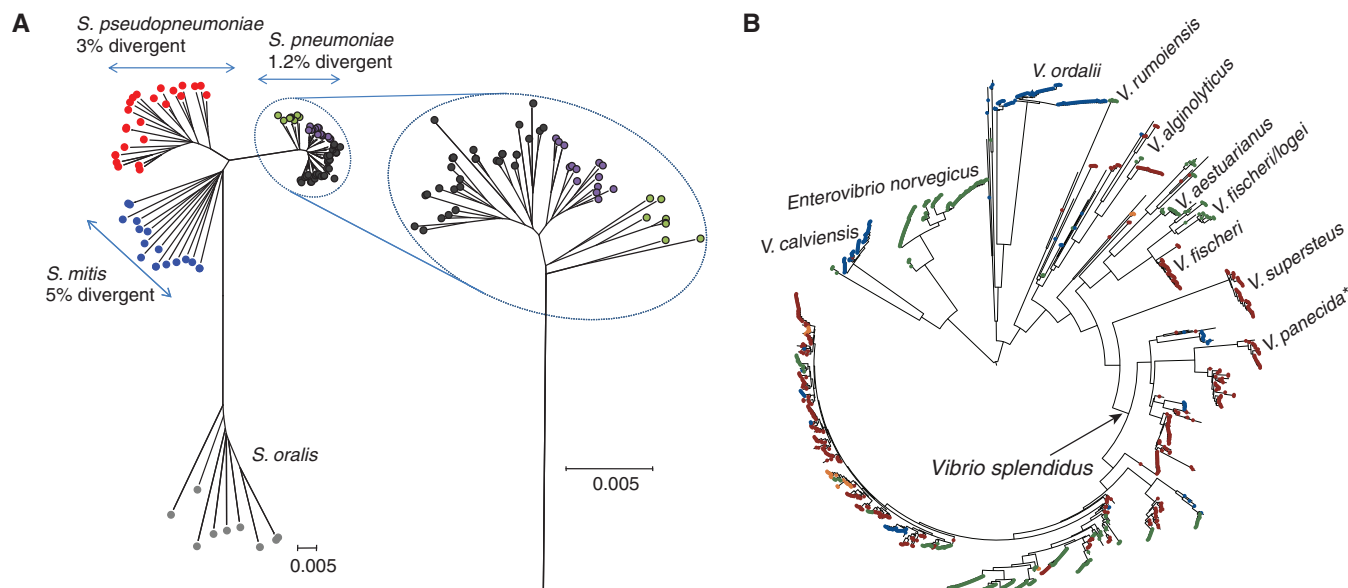 A
S. pseudopneumoniae
3% divergent
S. pneumoniae
1.2% divergent
S. mitis
5% divergent
S. oralis
0.005
0.005
B
V. ordalii
V. rumoiensis
V. alginolyticus
V. aestuarianus
V. fischeri/logei
V. fischeri
V. supersteus
V. panecida*
Enterovibrio norvegicus
V. calviensis
Vibrio splendidus